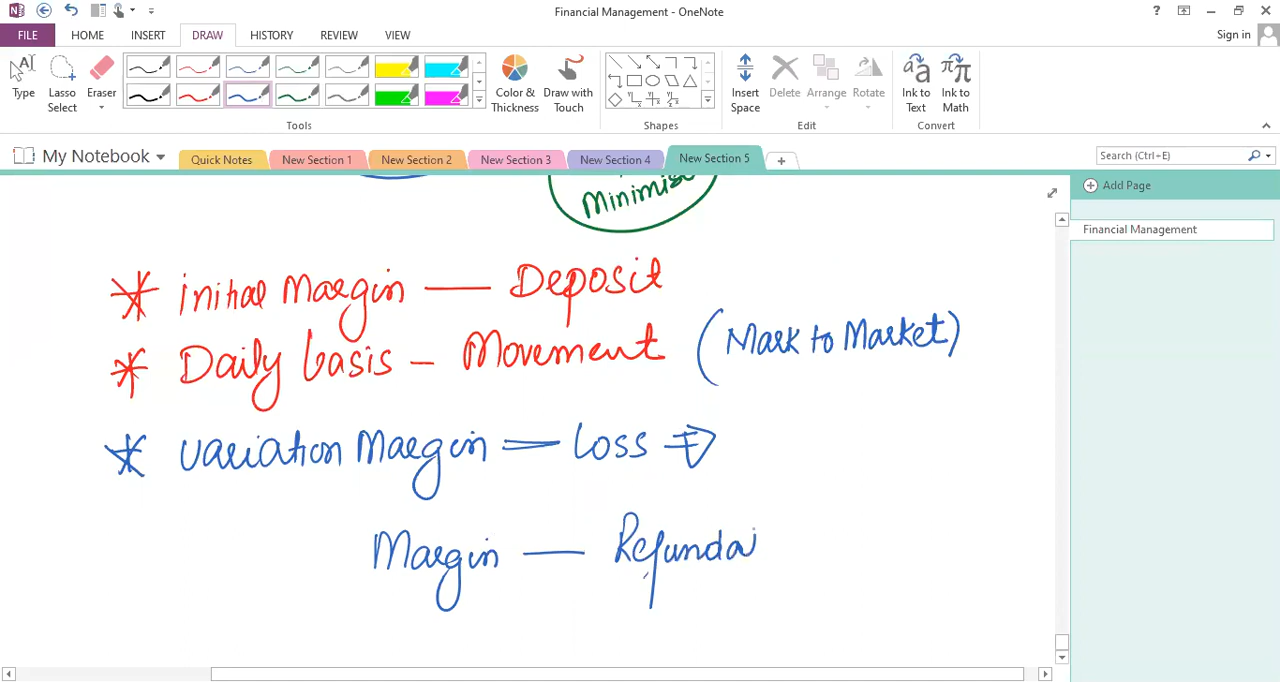 Financial Management - OneNote
?
FILE HOME INSERT DRAW HISTORY REVIEW VIEW
Sign in
Type Lasso Select Eraser Color & Thickness Draw with Touch Insert Space Delete Arrange Rotate Ink to Text Ink to Math
Tools Shapes Edit Convert
My Notebook Quick Notes New Section 1 New Section 2 New Section 3 New Section 4 New Section 5
Search (Ctrl+E)
Add Page
Financial Management
Minimise
* initial Margin — Deposit
* Daily basis - Movement (Mark to Market)
* variation Margin = Loss ⇒
Margin — Refunda